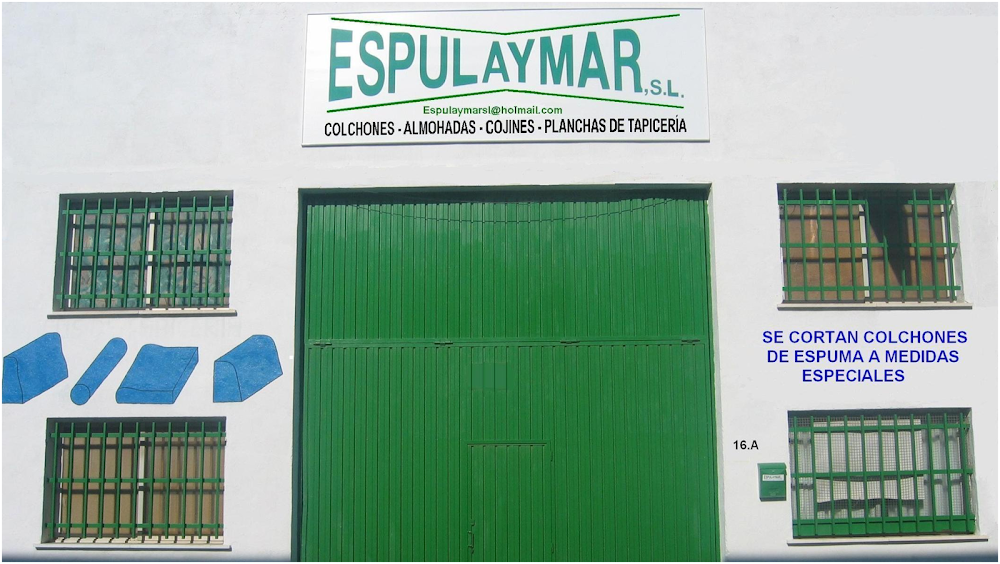 ESPULAYMAR, S.L.
Espulaymarsl@holmail.com
COLCHONES - ALMOHADAS - COJINES - PLANCHAS DE TAPICERÍA
SE CORTAN COLCHONES
DE ESPUMA A MEDIDAS
ESPECIALES
16.A